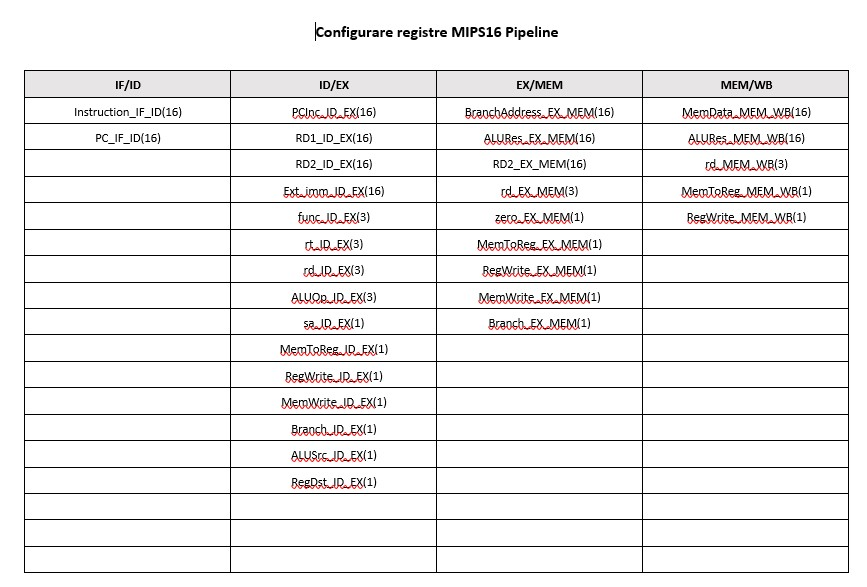 Configurare registre MIPS16 Pipeline
IF/ID ID/EX EX/MEM MEM/WB
Instruction_IF_ID(16) PCInc_ID_EX(16) BranchAddress_EX_MEM(16) MemData_MEM_WB(16)
PC_IF_ID(16) RD1_ID_EX(16) ALURes_EX_MEM(16) ALURes_MEM_WB(16)
RD2_ID_EX(16) RD2_EX_MEM(16) rd_MEM_WB(3)
Ext_imm_ID_EX(16) rd_EX_MEM(3) MemToReg_MEM_WB(1)
func_ID_EX(3) zero_EX_MEM(1) RegWrite_MEM_WB(1)
rt_ID_EX(3) MemToReg_EX_MEM(1)
rd_ID_EX(3) RegWrite_EX_MEM(1)
ALUOp_ID_EX(3) MemWrite_EX_MEM(1)
sa_ID_EX(1) Branch_EX_MEM(1)
MemToReg_ID_EX(1)
RegWrite_ID_EX(1)
MemWrite_ID_EX(1)
Branch_ID_EX(1)
ALUSrc_ID_EX(1)
RegDst_ID_EX(1)